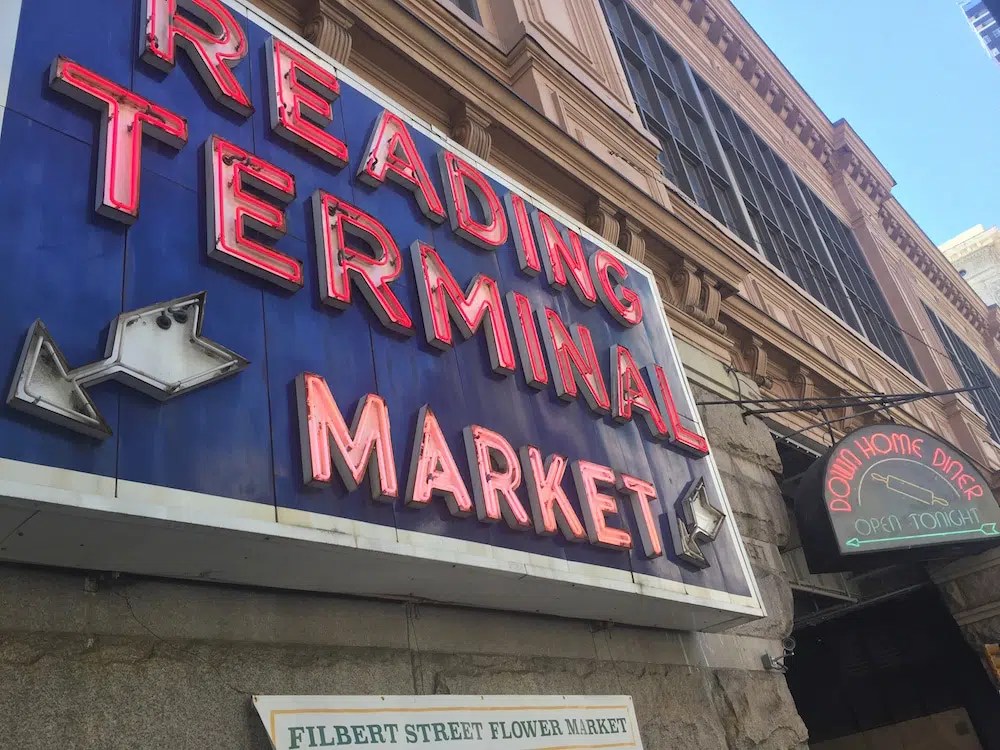 READING
TERMINAL
MARKET
DOWN HOME DINER
OPEN TONIGHT
FILBERT STREET FLOWER MARKET